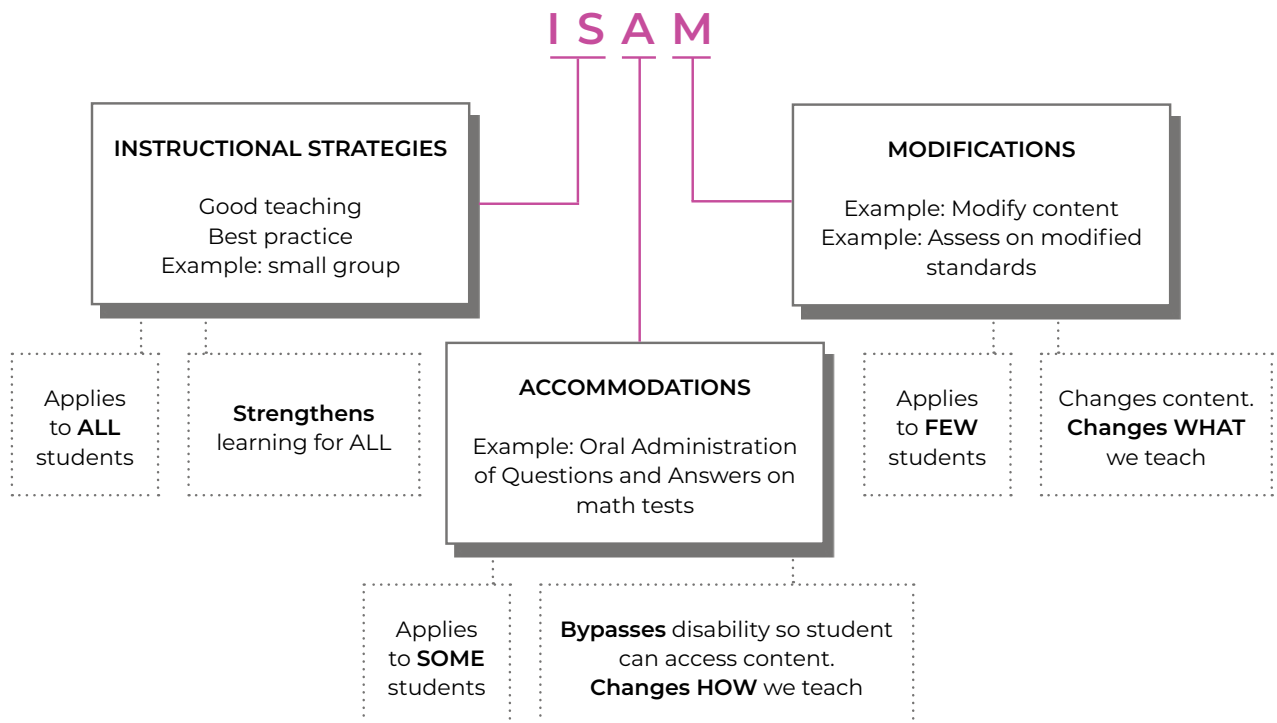 I S A M
INSTRUCTIONAL STRATEGIES
Good teaching
Best practice
Example: small group
Applies
to ALL
students
Strengthens
learning for ALL
ACCOMMODATIONS
Example: Oral Administration
of Questions and Answers on
math tests
Applies
to SOME
students
Bypasses disability so student
can access content.
Changes HOW we teach
MODIFICATIONS
Example: Modify content
Example: Assess on modified
standards
Applies
to FEW
students
Changes content.
Changes WHAT
we teach